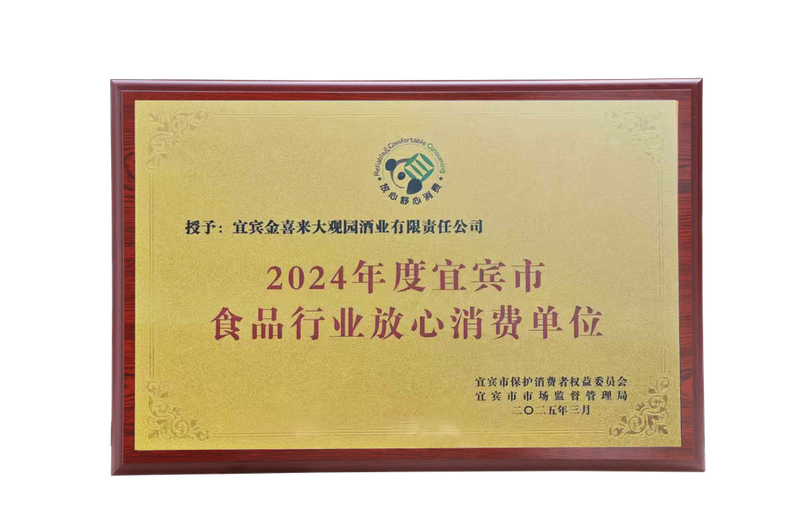 Reliable&Comfortable Consuming
放心舒心消费
授予：宜宾金喜来大观园酒业有限责任公司
2024年度宜宾市
食品行业放心消费单位
宜宾市保护消费者权益委员会
宜宾市市场监督管理局
二〇二五年三月